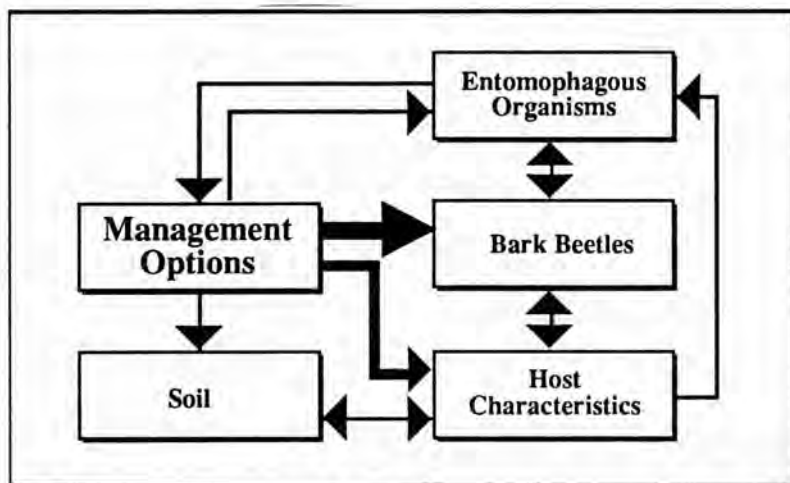 Entomophagous
Organisms
Management
Options
Bark Beetles
Soil
Host
Characteristics